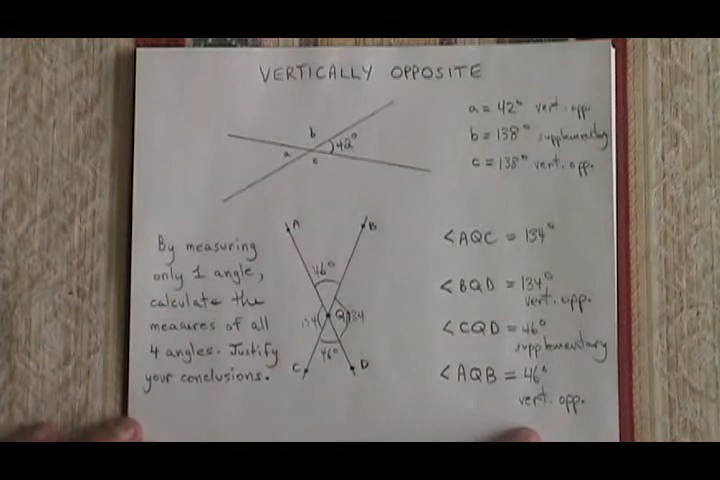 VERTICALLY OPPOSITE
b
42°
a
c
a = 42° vert. opp.
b = 138° supplementary
c = 138° vert. opp.
By measuring
only 1 angle,
calculate the
measures of all
4 angles. Justify
your conclusions.
A
B
46°
134
Q
134
46°
C
D
<AQC = 134°
<BQD = 134°
vert. opp.
<CQD = 46°
supplementary
<AQB = 46°
vert. opp.